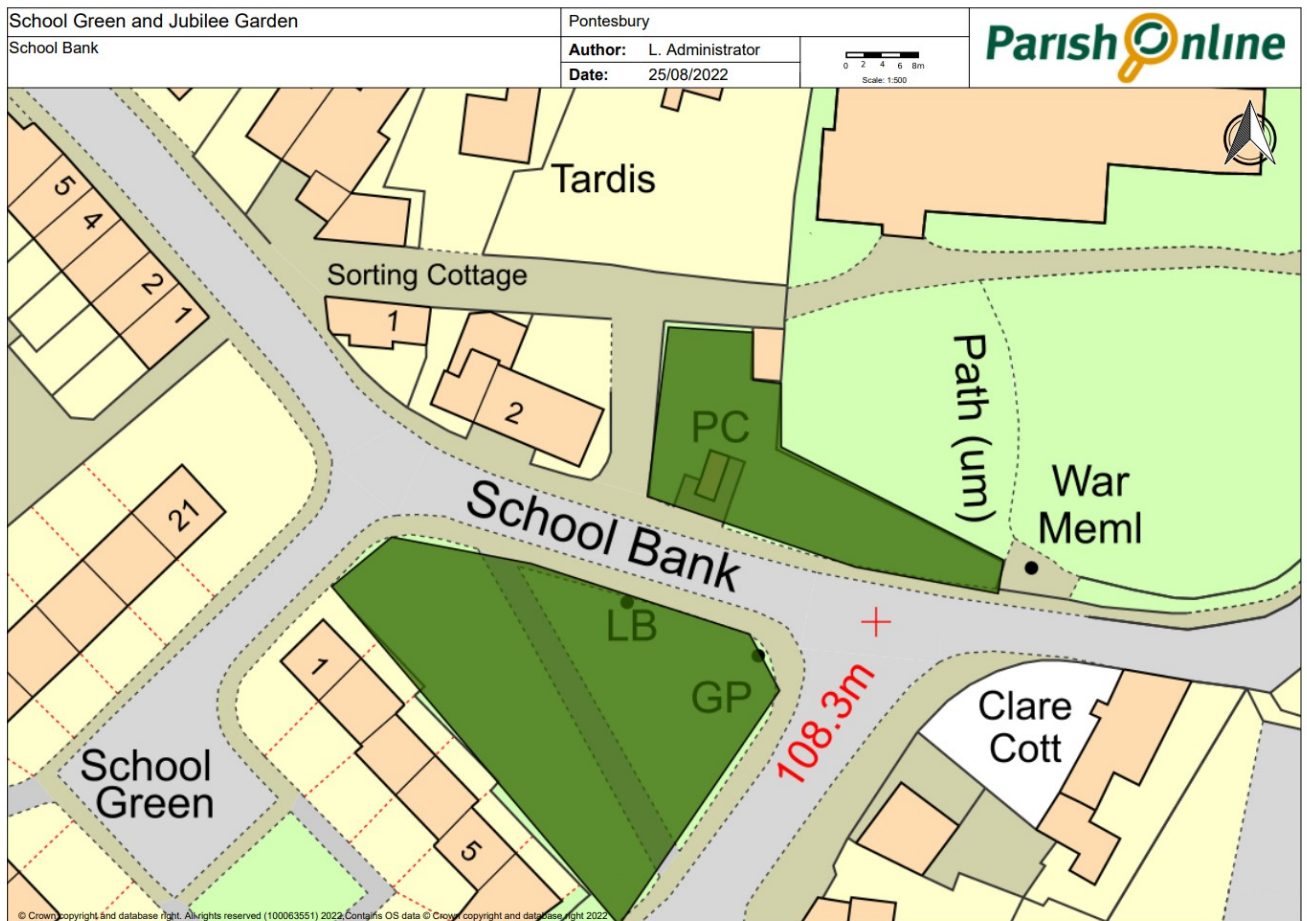 School Green and Jubilee Garden
School Bank
Pontesbury
Author: L. Administrator
Date: 25/08/2022
0 2 4 6 8m
Scale: 1:500
Parish Online
5
4
2
1
Tardis
Sorting Cottage
1
2
PC
Path (um)
War
Meml
21
School Bank
LB
GP
108.3m
1
5
School
Green
Clare
Cott
© Crown copyright and database right. All rights reserved (100063551) 2022,Contains OS data © Crown copyright and database right 2022